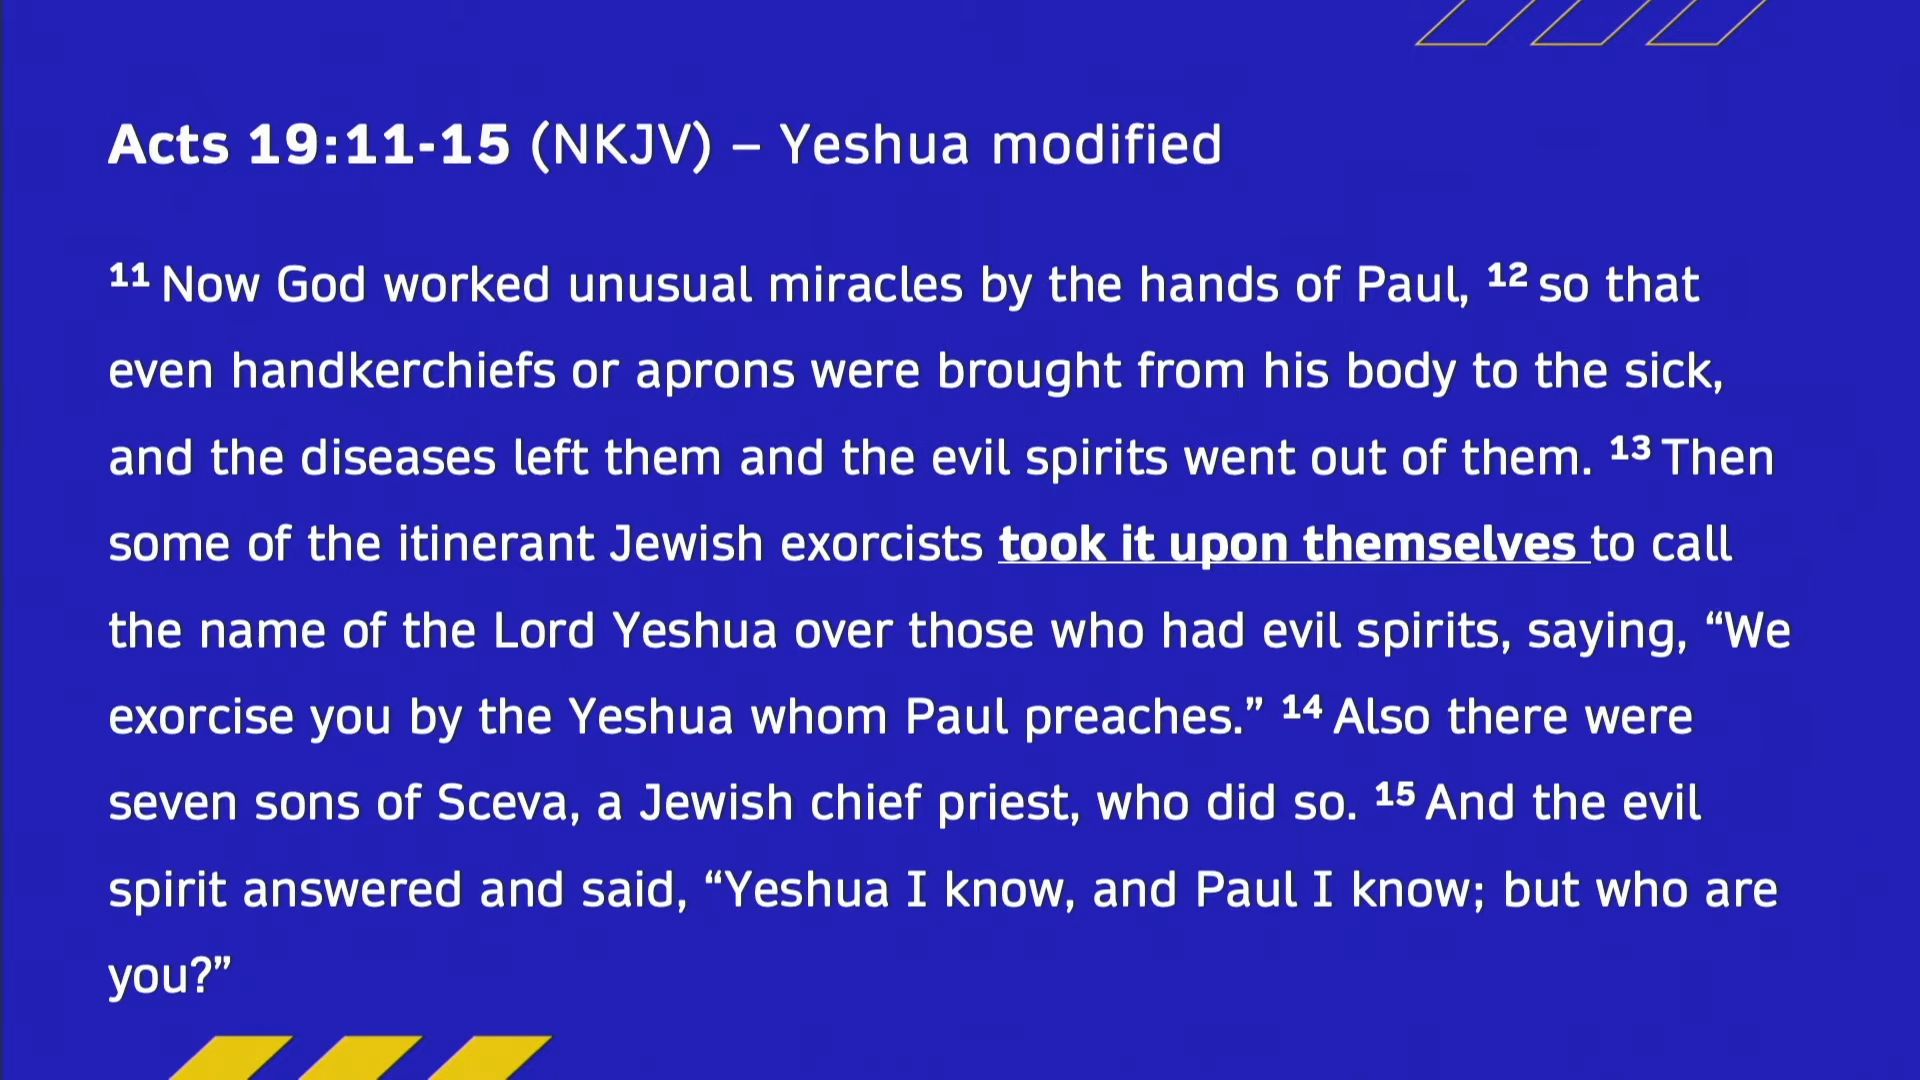 Acts 19:11-15 (NKJV) – Yeshua modified
11 Now God worked unusual miracles by the hands of Paul, 12 so that
even handkerchiefs or aprons were brought from his body to the sick,
and the diseases left them and the evil spirits went out of them. 13 Then
some of the itinerant Jewish exorcists took it upon themselves to call
the name of the Lord Yeshua over those who had evil spirits, saying, “We
exorcise you by the Yeshua whom Paul preaches.” 14 Also there were
seven sons of Sceva, a Jewish chief priest, who did so. 15 And the evil
spirit answered and said, “Yeshua I know, and Paul I know; but who are
you?”